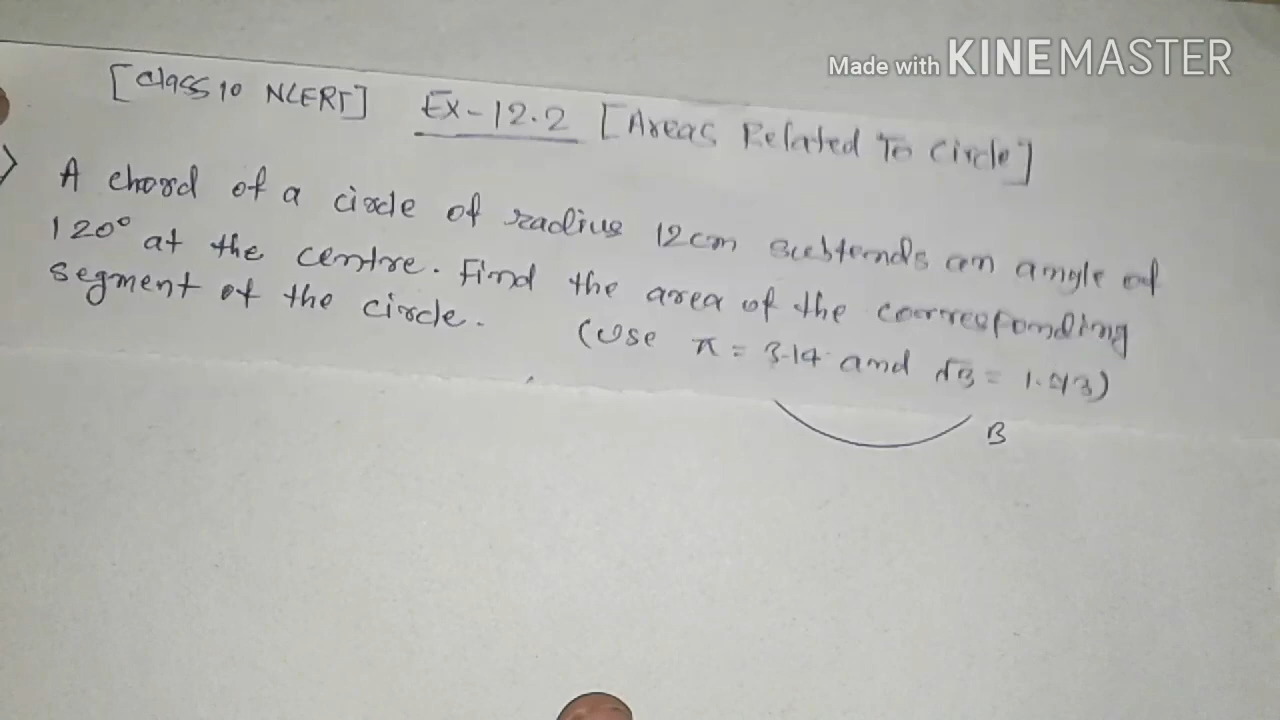 Made with KINEMASTER
[Class 10 NCERT] Ex-12.2 [Areas Related To Circle]
A chord of a circle of radius 12cm subtends an angle of
120° at the centre. Find the area of the corresponding
segment of the circle.
(Use π = 3.14 and √3 = 1.73)
B